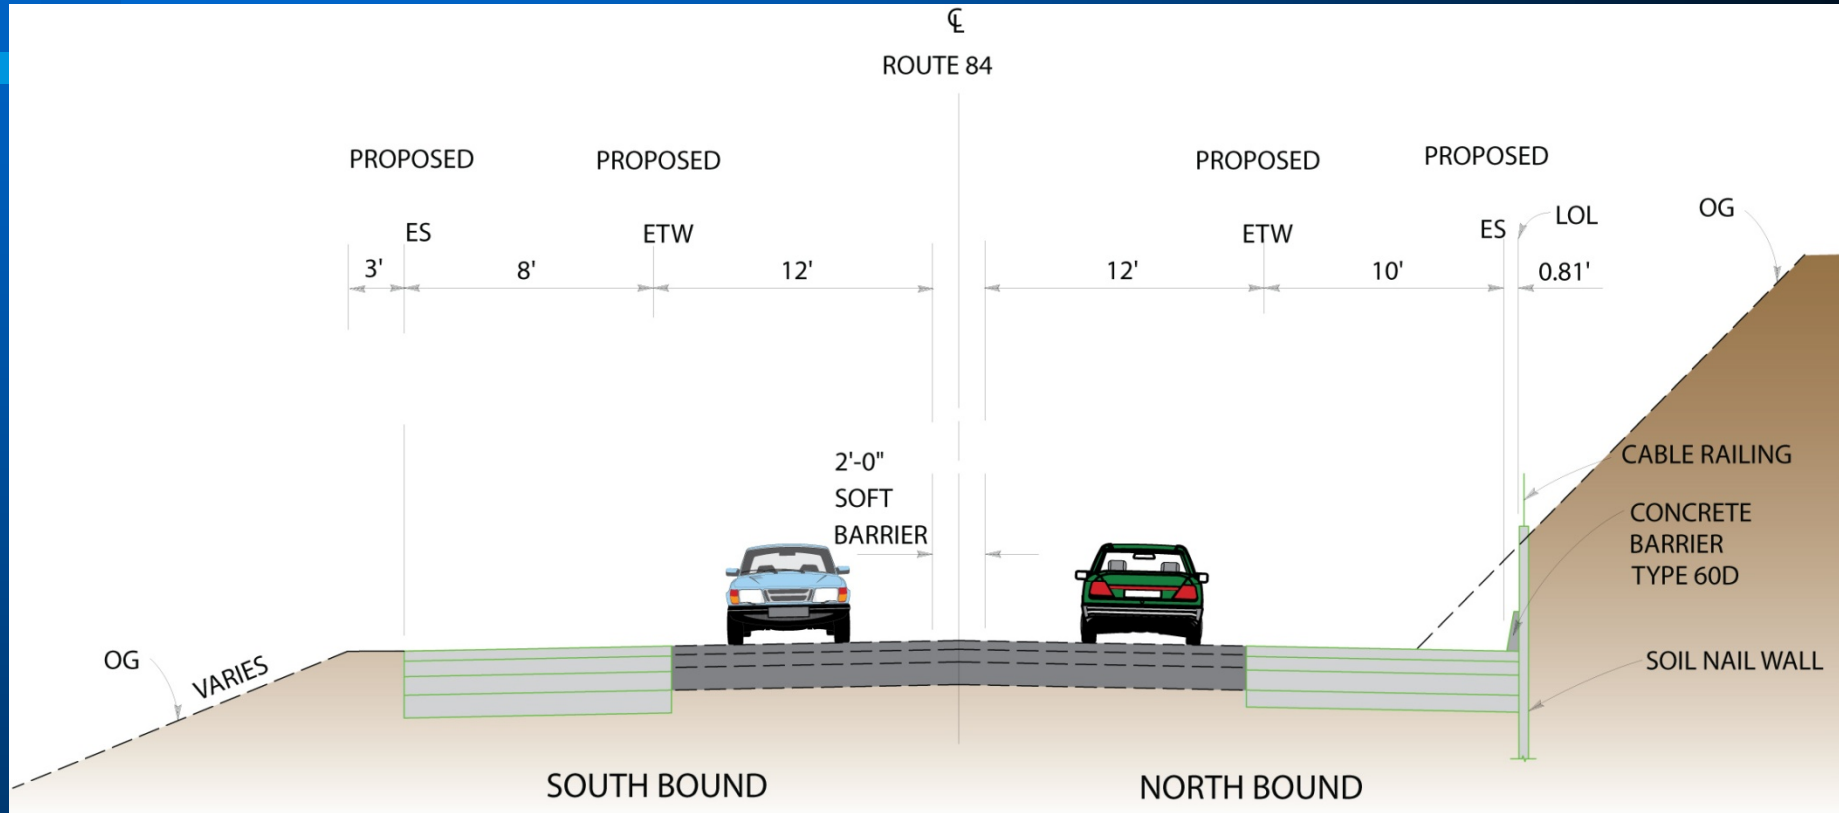 ℄
ROUTE 84
PROPOSED
PROPOSED
PROPOSED
PROPOSED
ES
ETW
ETW
ES
LOL
OG
3'
8'
12'
12'
10'
0.81'
2'-0"
SOFT
BARRIER
CABLE RAILING
CONCRETE
BARRIER
TYPE 60D
SOIL NAIL WALL
OG
VARIES
SOUTH BOUND
NORTH BOUND